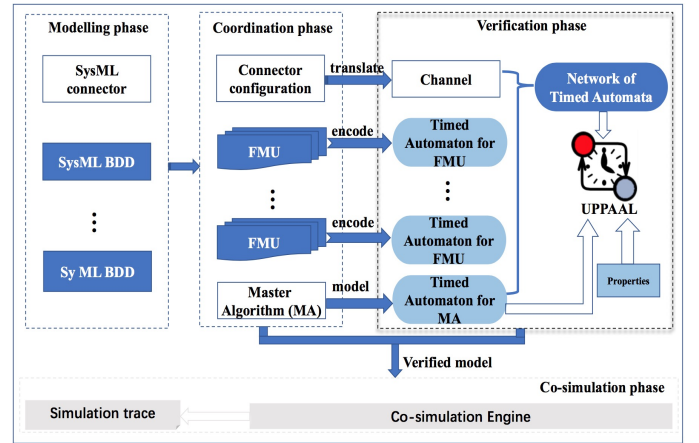 Modelling phase
SysML
connector
SysML BDD
Sy ML BDD
Coordination phase
Connector
configuration
FMU
FMU
Master
Algorithm (MA)
translate
encode
encode
model
Verification phase
Channel
Timed
Automaton for
FMU
Timed
Automaton for
FMU
Timed
Automaton for
MA
Network of
Timed Automata
UPPAAL
Properties
Verified model
Co-simulation phase
Simulation trace
Co-simulation Engine